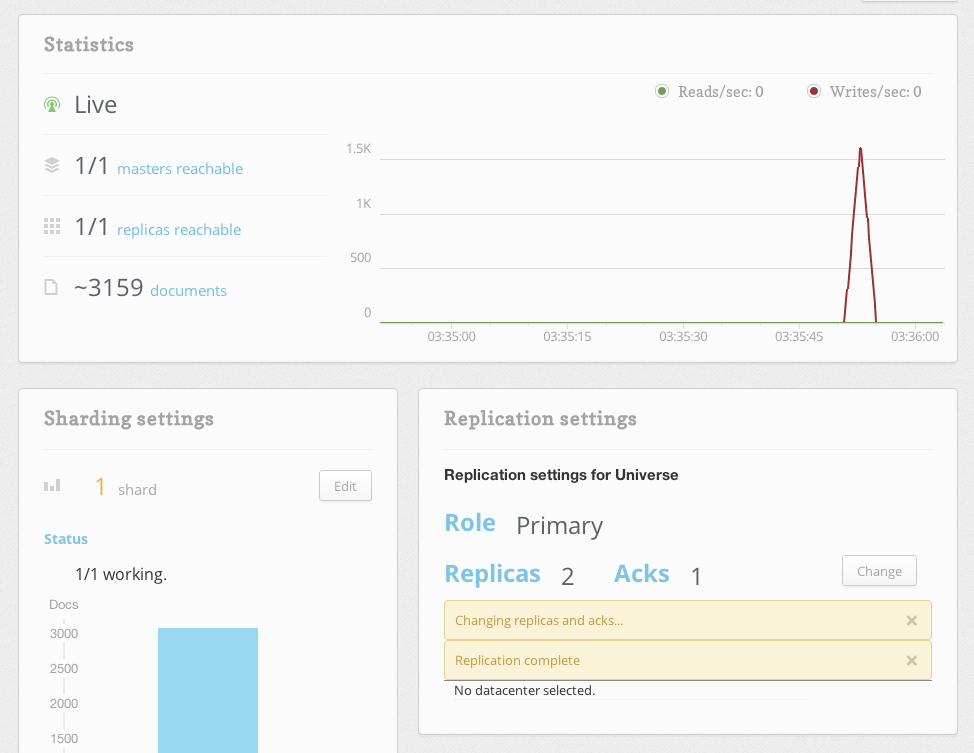 Statistics
Live
Reads/sec: 0 Writes/sec: 0
1/1 masters reachable
1/1 replicas reachable
~3159 documents
1.5K
1K
500
0
03:35:00 03:35:15 03:35:30 03:35:45 03:36:00
Sharding settings
1 shard
Edit
Status
1/1 working.
Docs
3000
2500
2000
1500
Replication settings
Replication settings for Universe
Role Primary
Replicas 2 Acks 1
Change
Changing replicas and acks... ×
Replication complete ×
No datacenter selected.